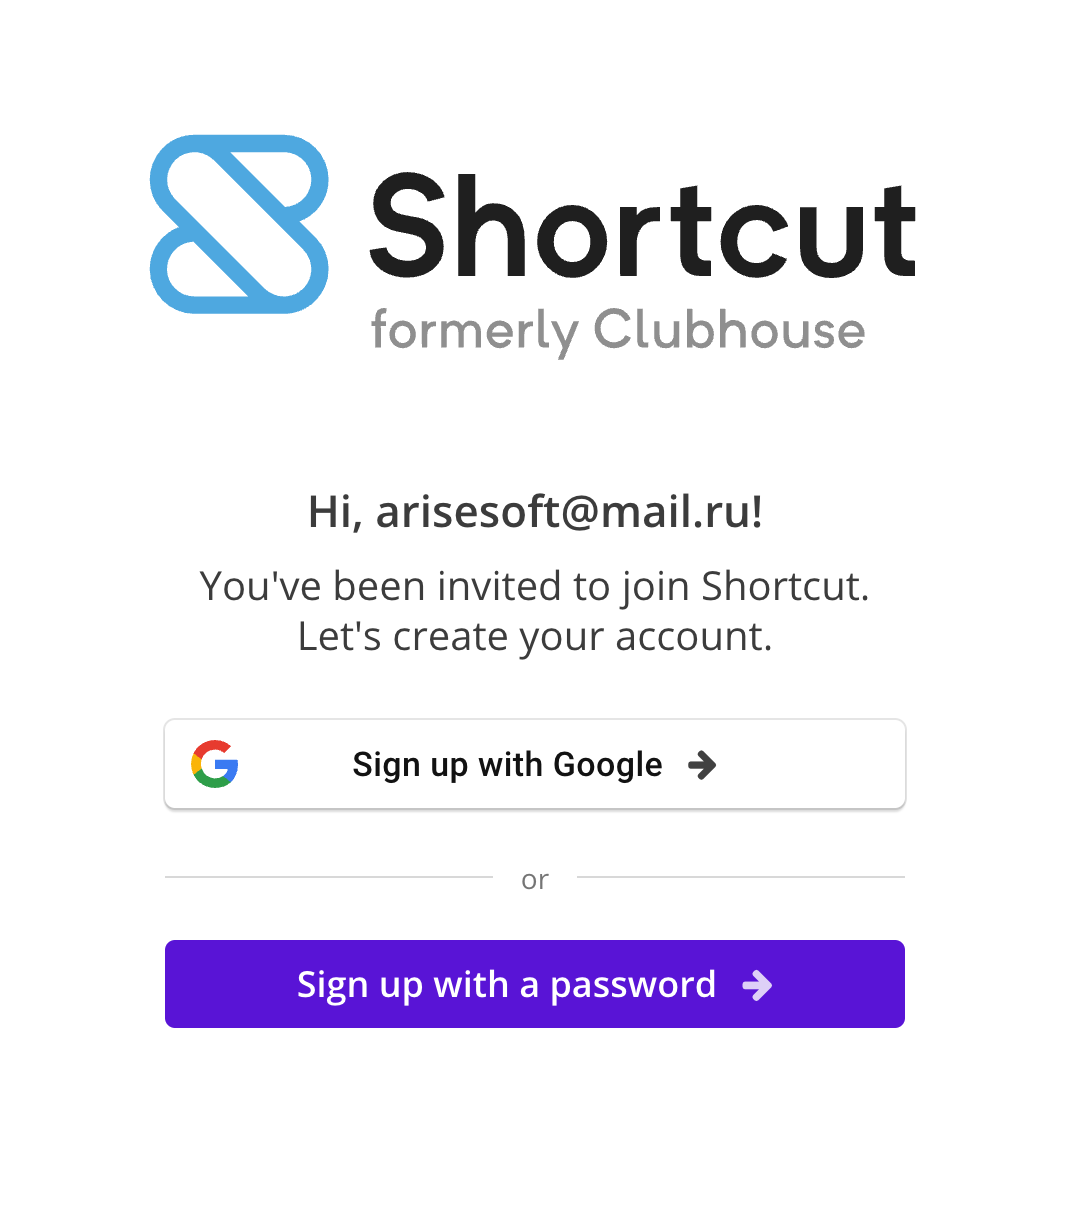 Shortcut
formerly Clubhouse
Hi, arisesoft@mail.ru!
You've been invited to join Shortcut.
Let's create your account.
Sign up with Google
or
Sign up with a password